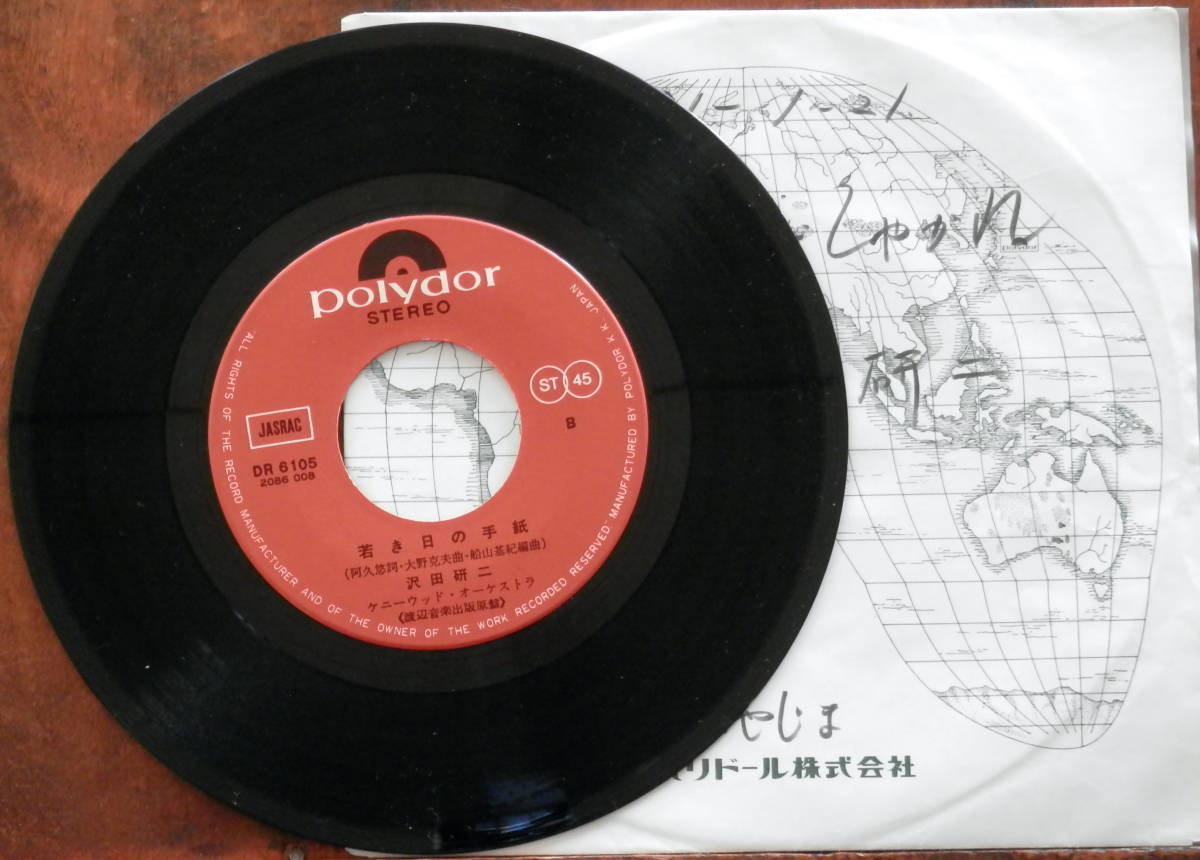 polydor
STEREO
ST 45
B
JASRAC
DR 6105
2086 008
若き日の手紙
(阿久悠詞・大野克夫曲・船山基紀編曲)
沢田研二
ケニーウッド・オーケストラ
《渡辺音楽出版原盤》
"ALL RIGHTS OF THE RECORD MANUFACTURER AND OF THE OWNER OF THE WORK RECORDED RESERVED" MANUFACTURED BY POLYDOR K.K. JAPAN
1-21
しゃがれ
polydor
研二
やじま
リドール株式会社